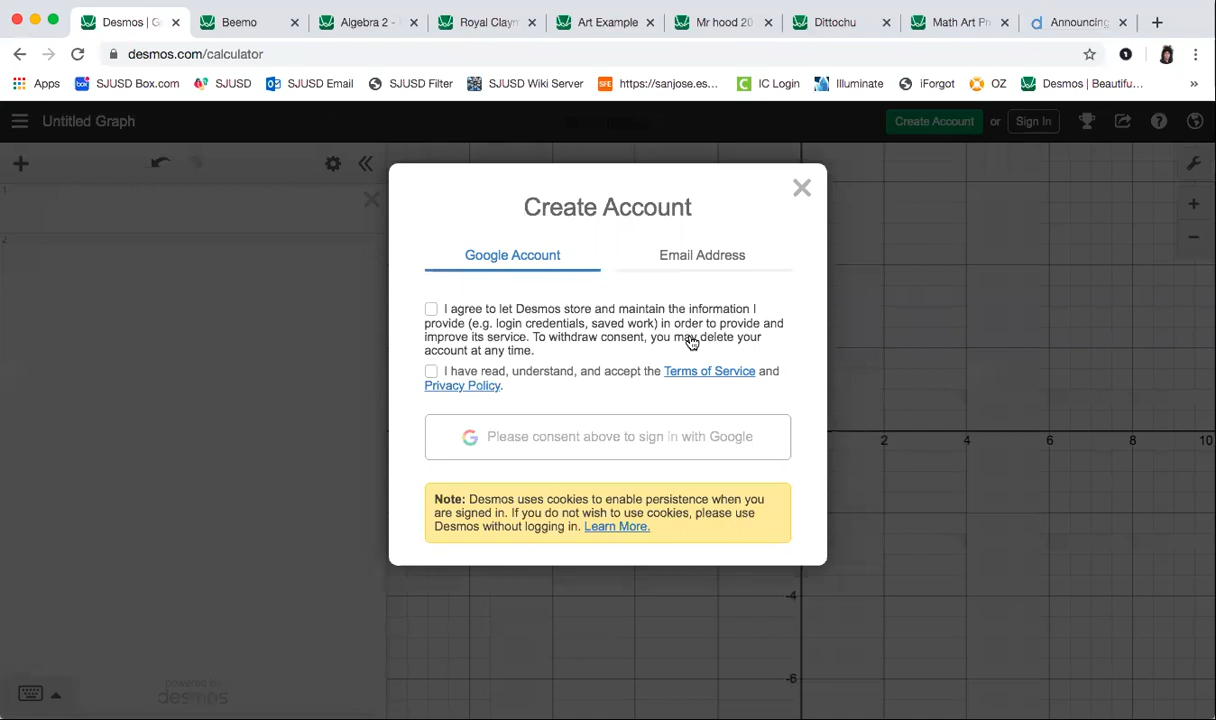 Desmos | G
Beemo
Algebra 2 -
Royal Claym
Art Example
Mr hood 20
Dittochu
Math Art Pr
Announcing
desmos.com/calculator
Apps
SJUSD Box.com
SJUSD
SJUSD Email
SJUSD Filter
SJUSD Wiki Server
https://sanjose.es...
IC Login
Illuminate
iForgot
OZ
Desmos | Beautifu...
Untitled Graph
Create Account or Sign In
1
2
Create Account
Google Account
Email Address
I agree to let Desmos store and maintain the information I
provide (e.g. login credentials, saved work) in order to provide and
improve its service. To withdraw consent, you may delete your
account at any time.
I have read, understand, and accept the Terms of Service and
Privacy Policy.
Please consent above to sign in with Google
Note: Desmos uses cookies to enable persistence when you
are signed in. If you do not wish to use cookies, please use
Desmos without logging in. Learn More.
2 4 6 8 10
-4
-6
powered by
desmos